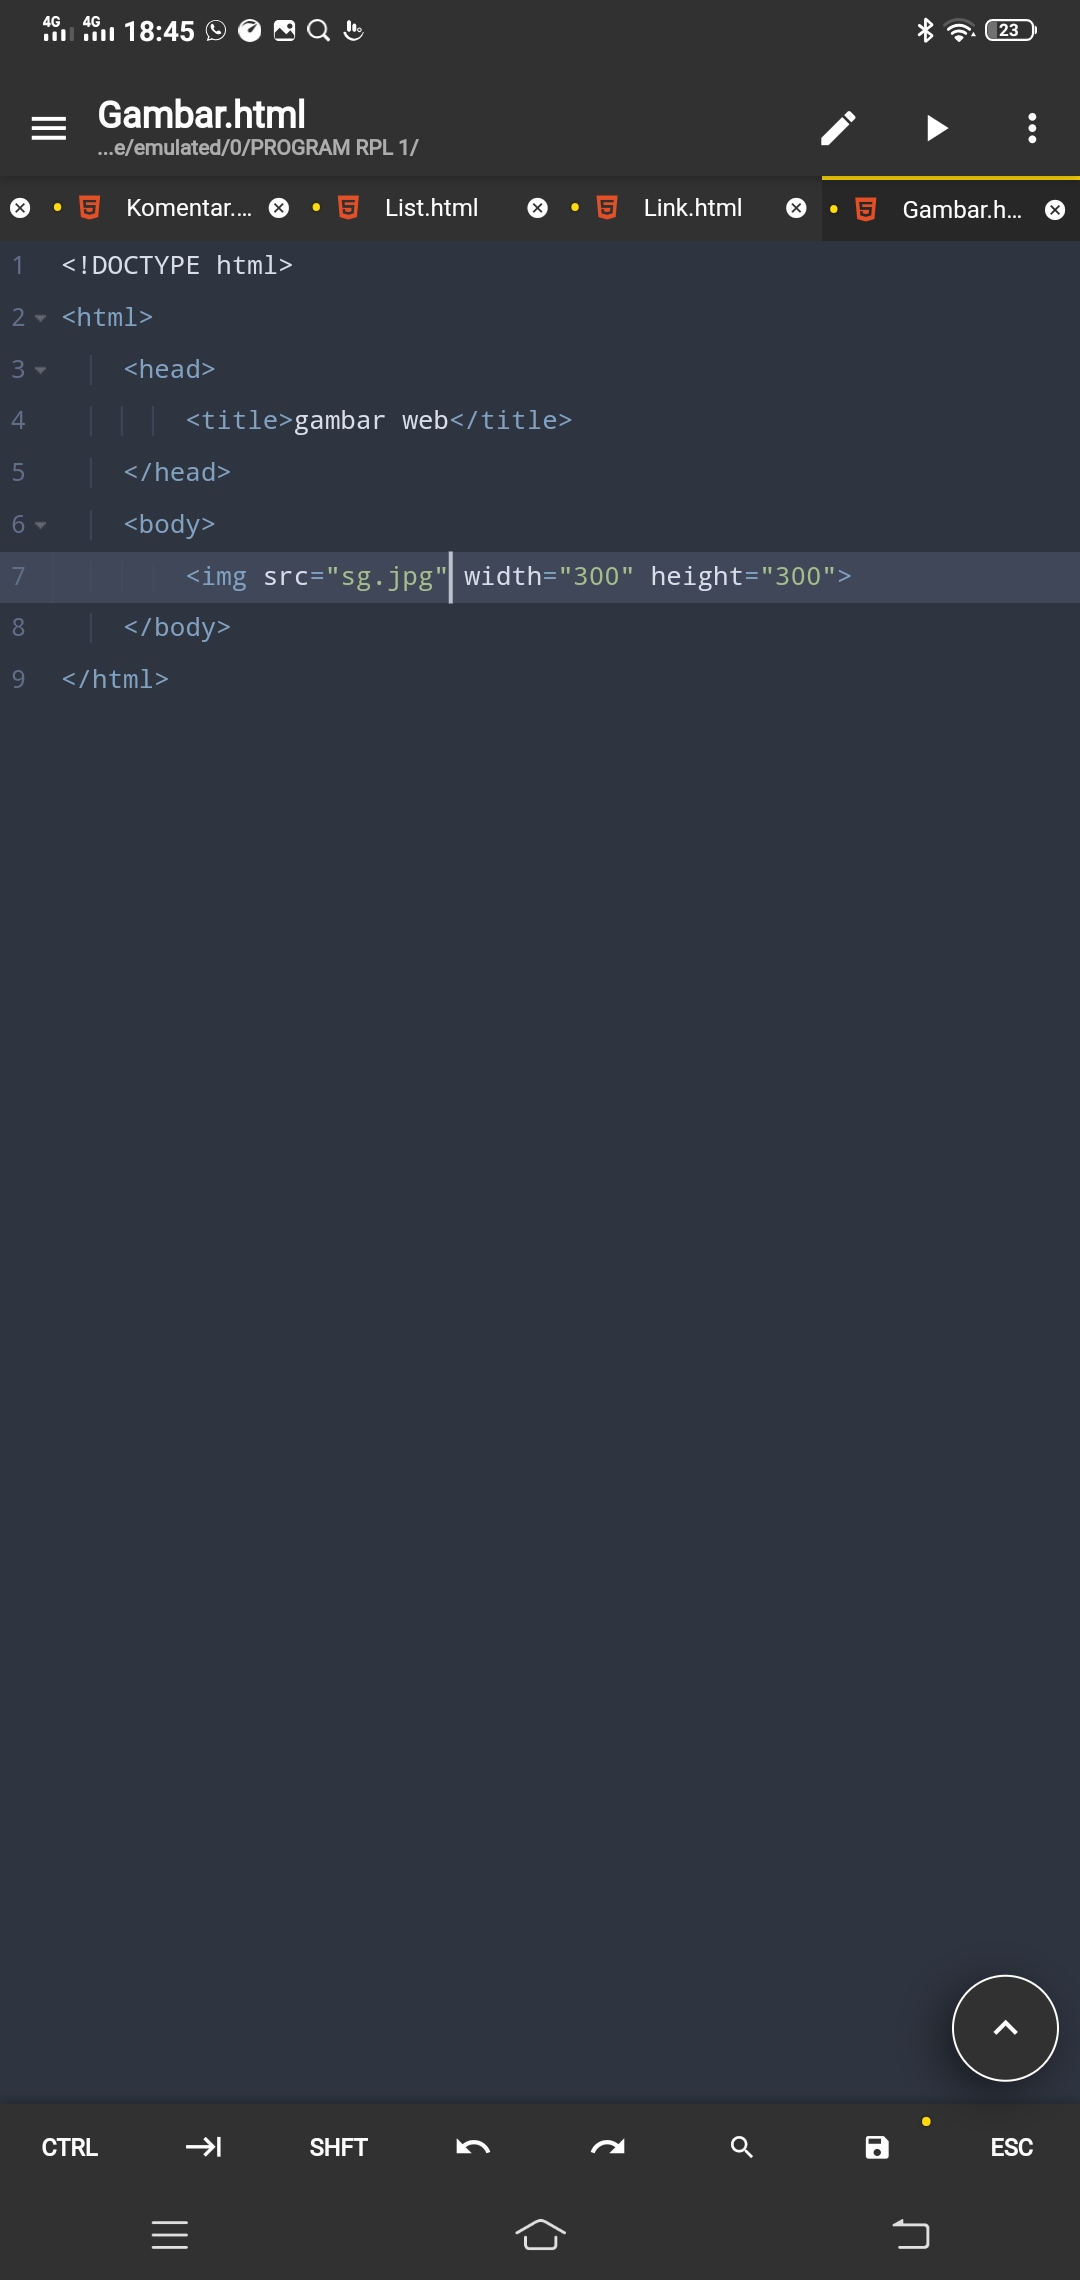 4G 4G 18:45 23
Gambar.html
...e/emulated/0/PROGRAM RPL 1/
Komentar.... List.html Link.html Gambar.h...
1 <!DOCTYPE html>
2 <html>
3 <head>
4 <title>gambar web</title>
5 </head>
6 <body>
7 <img src="sg.jpg" width="300" height="300">
8 </body>
9 </html>
CTRL SHFT ESC